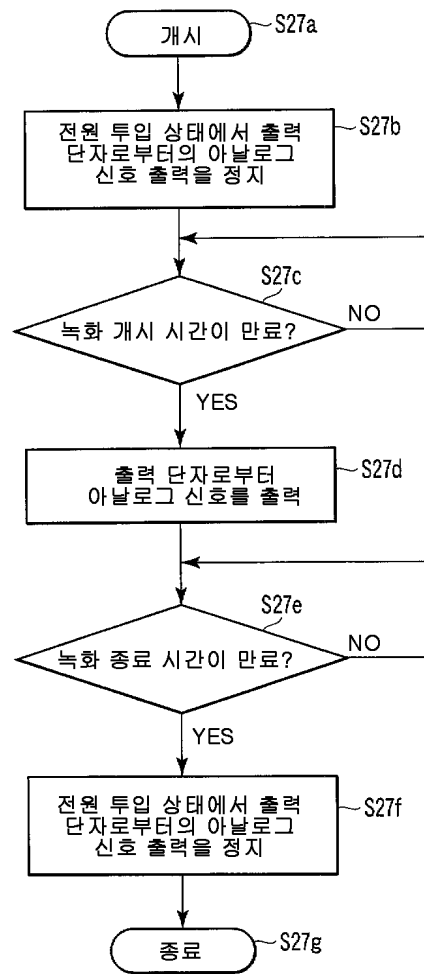 개시
S27a
전원 투입 상태에서 출력
단자로부터의 아날로그
신호 출력을 정지
S27b
S27c
녹화 개시 시간이 만료?
NO
YES
출력 단자로부터
아날로그 신호를 출력
S27d
S27e
녹화 종료 시간이 만료?
NO
YES
전원 투입 상태에서 출력
단자로부터의 아날로그
신호 출력을 정지
S27f
종료
S27g